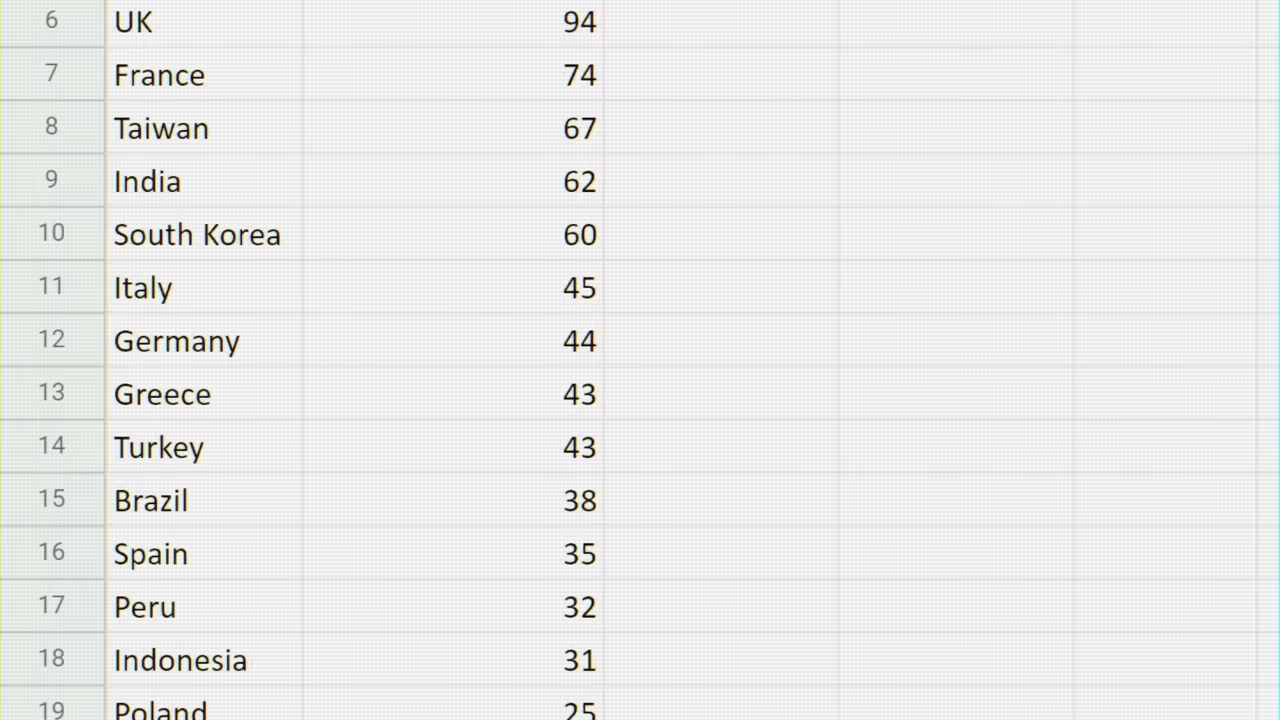 6 UK 94
7 France 74
8 Taiwan 67
9 India 62
10 South Korea 60
11 Italy 45
12 Germany 44
13 Greece 43
14 Turkey 43
15 Brazil 38
16 Spain 35
17 Peru 32
18 Indonesia 31
19 Poland 25